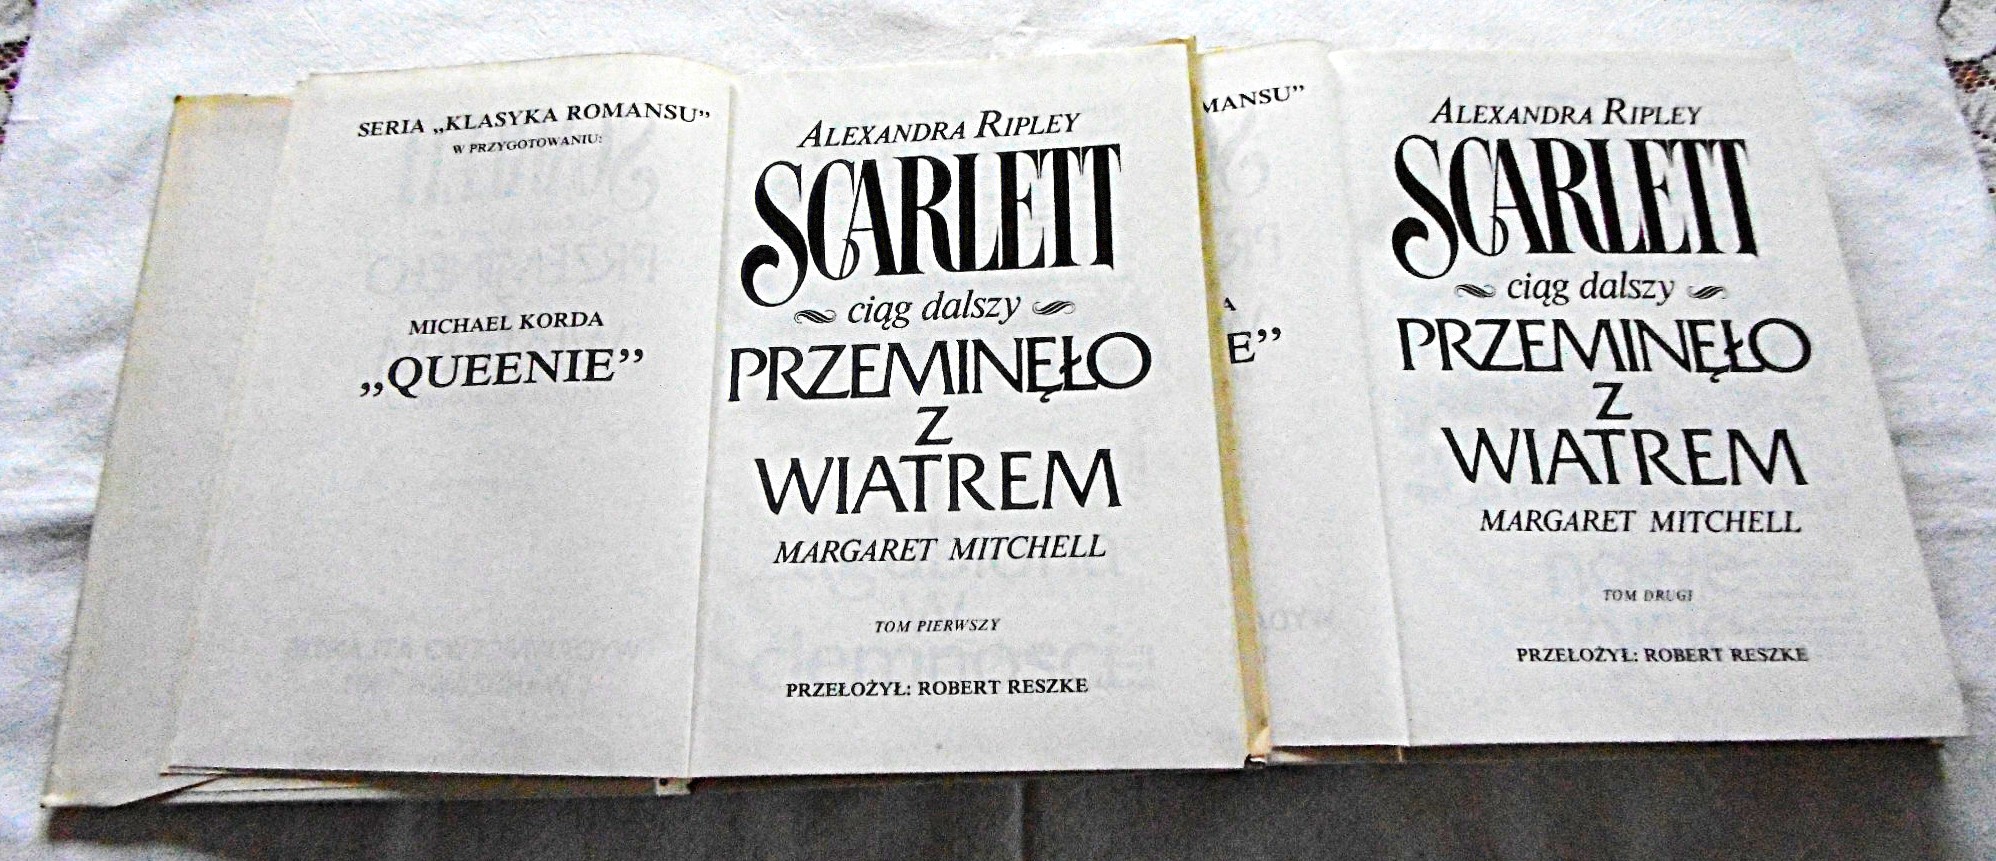 SERIA „KLASYKA ROMANSU”
W PRZYGOTOWANIU:
MICHAEL KORDA
„QUEENIE”
ALEXANDRA RIPLEY
SCARLETT
ciąg dalszy
PRZEMINĘŁO
Z
WIATREM
MARGARET MITCHELL
TOM PIERWSZY
PRZEŁOŻYŁ: ROBERT RESZKE
MANSU”
A
E”
ALEXANDRA RIPLEY
SCARLETT
ciąg dalszy
PRZEMINĘŁO
Z
WIATREM
MARGARET MITCHELL
TOM DRUGI
PRZEŁOŻYŁ: ROBERT RESZKE